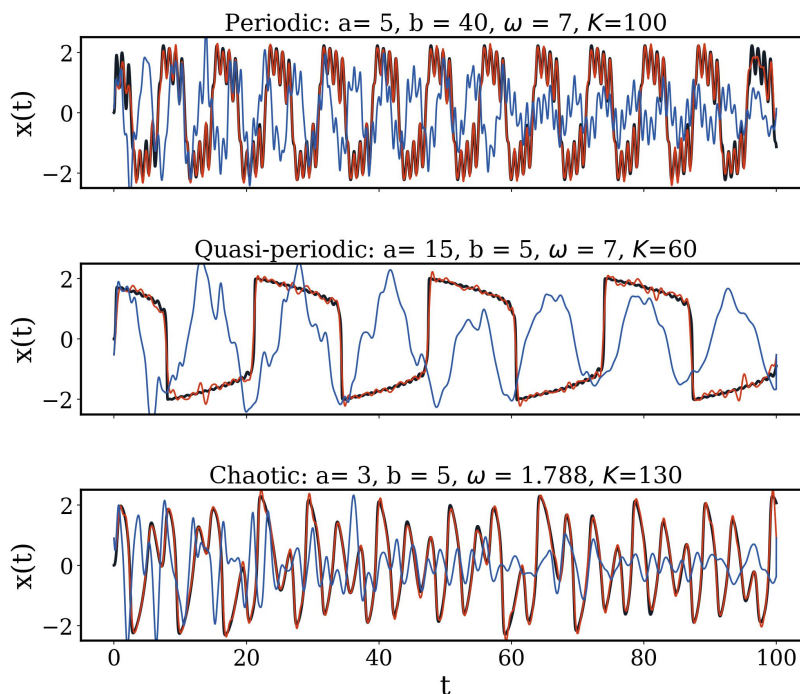 Periodic: a= 5, b = 40, ω = 7, K=100
2
0
−2
x(t)
Quasi-periodic: a= 15, b = 5, ω = 7, K=60
2
0
−2
x(t)
Chaotic: a= 3, b = 5, ω = 1.788, K=130
2
0
−2
x(t)
0 20 40 60 80 100
t